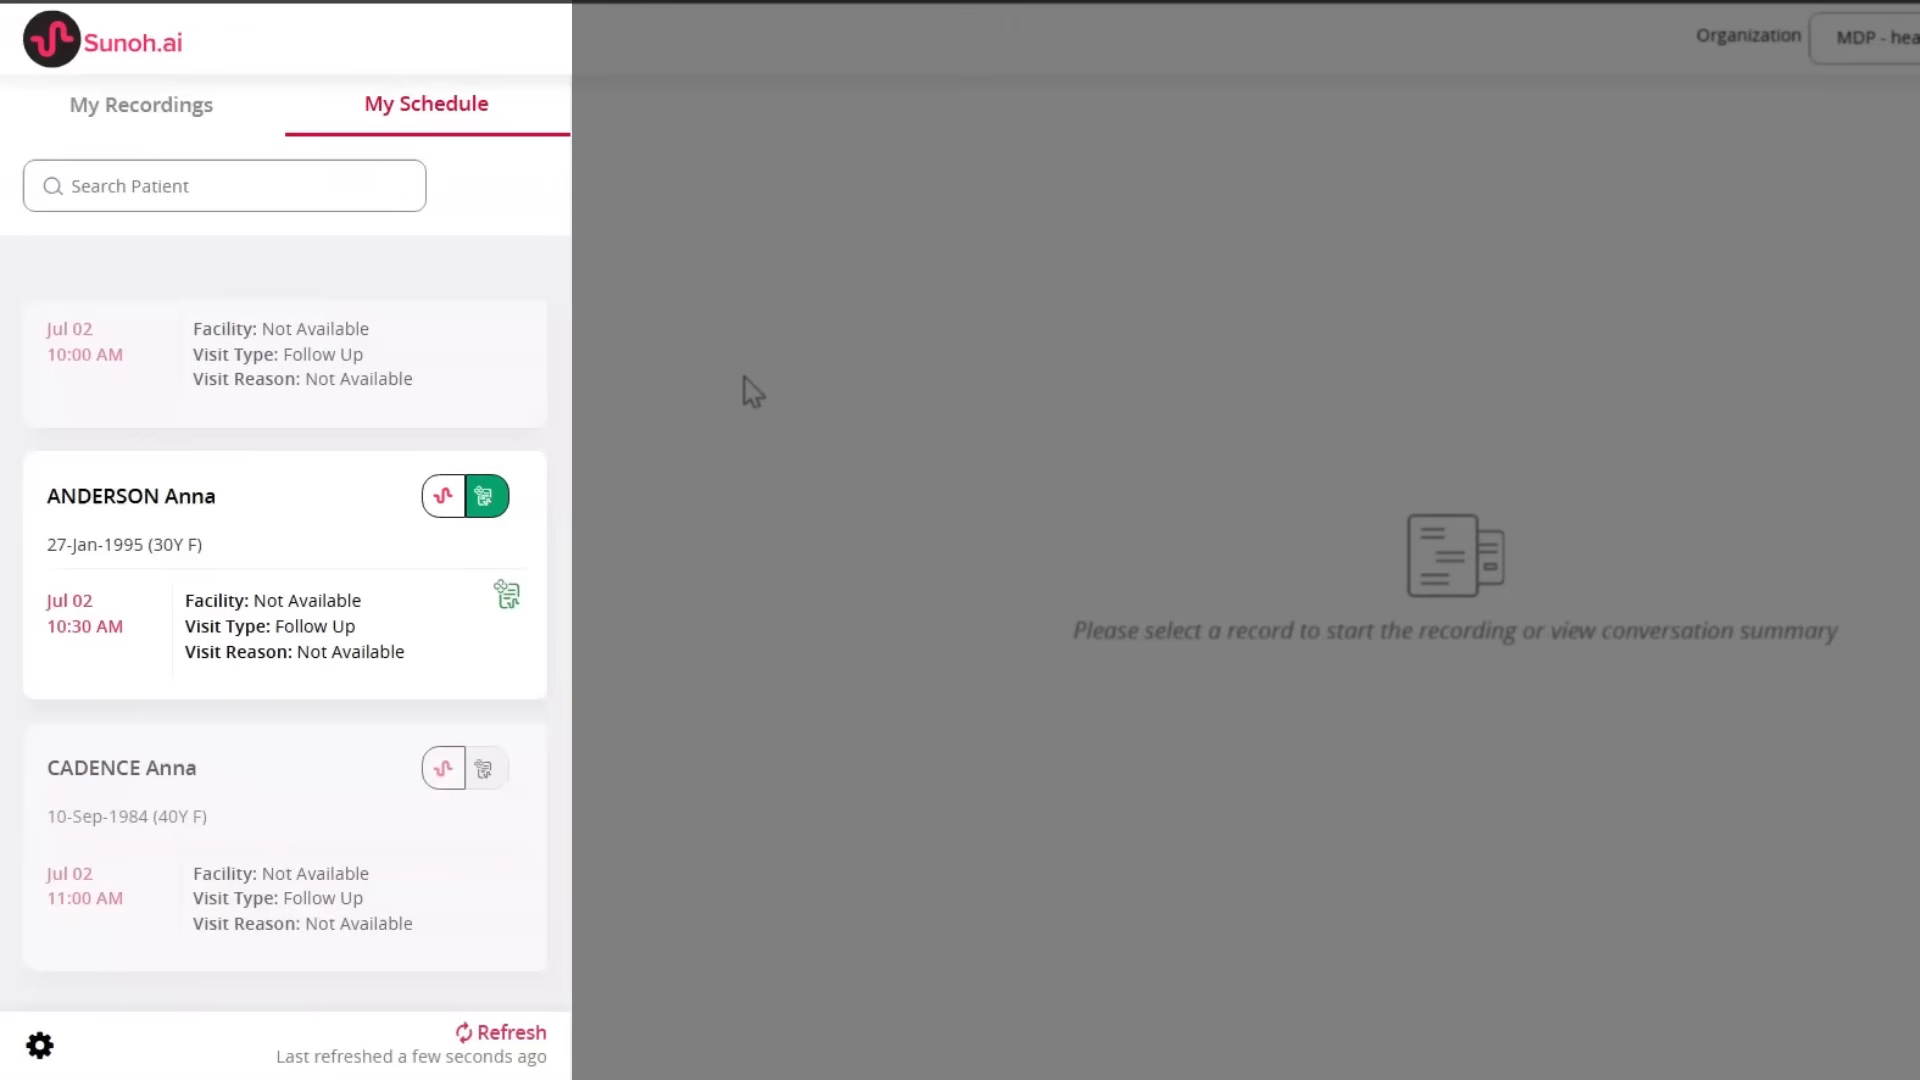 Sunoh.ai
Organization
MDP - hea
My Recordings
My Schedule
Search Patient
Jul 02
10:00 AM
Facility: Not Available
Visit Type: Follow Up
Visit Reason: Not Available
ANDERSON Anna
27-Jan-1995 (30Y F)
Jul 02
10:30 AM
Facility: Not Available
Visit Type: Follow Up
Visit Reason: Not Available
CADENCE Anna
10-Sep-1984 (40Y F)
Jul 02
11:00 AM
Facility: Not Available
Visit Type: Follow Up
Visit Reason: Not Available
Refresh
Last refreshed a few seconds ago
Please select a record to start the recording or view conversation summary